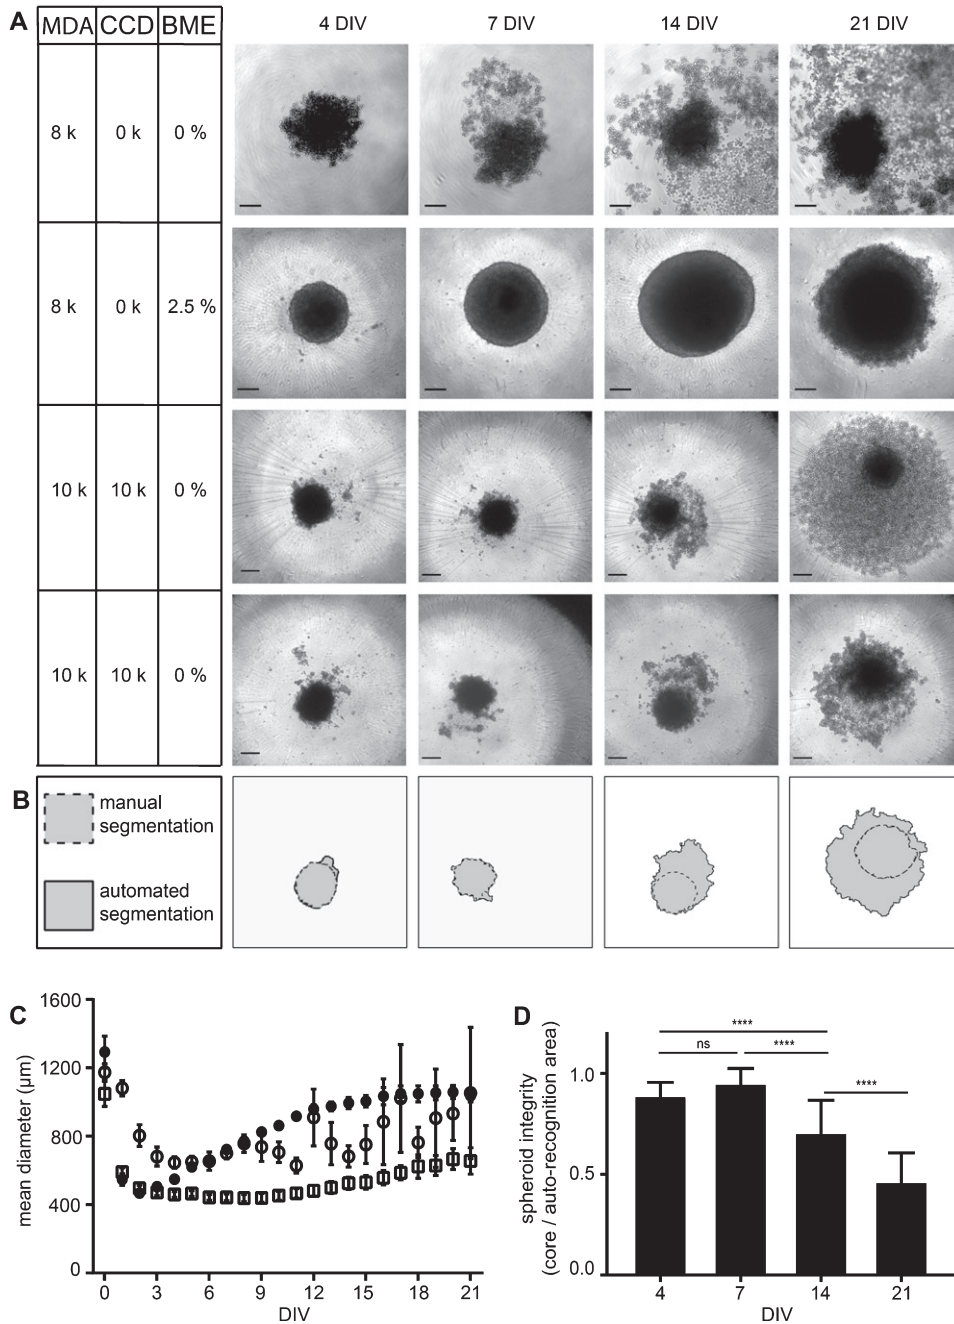 A
MDA CCD BME 4 DIV 7 DIV 14 DIV 21 DIV
8 k 0 k 0 %
8 k 0 k 2.5 %
10 k 10 k 0 %
10 k 10 k 0 %
B
manual
segmentation
automated
segmentation
C
mean diameter (µm)
1600
1200
800
400
0
0 3 6 9 12 15 18 21
DIV
D
spheroid integrity
(core / auto-recognition area)
****
ns ****
****
1.0
0.5
0.0
4 7 14 21
DIV